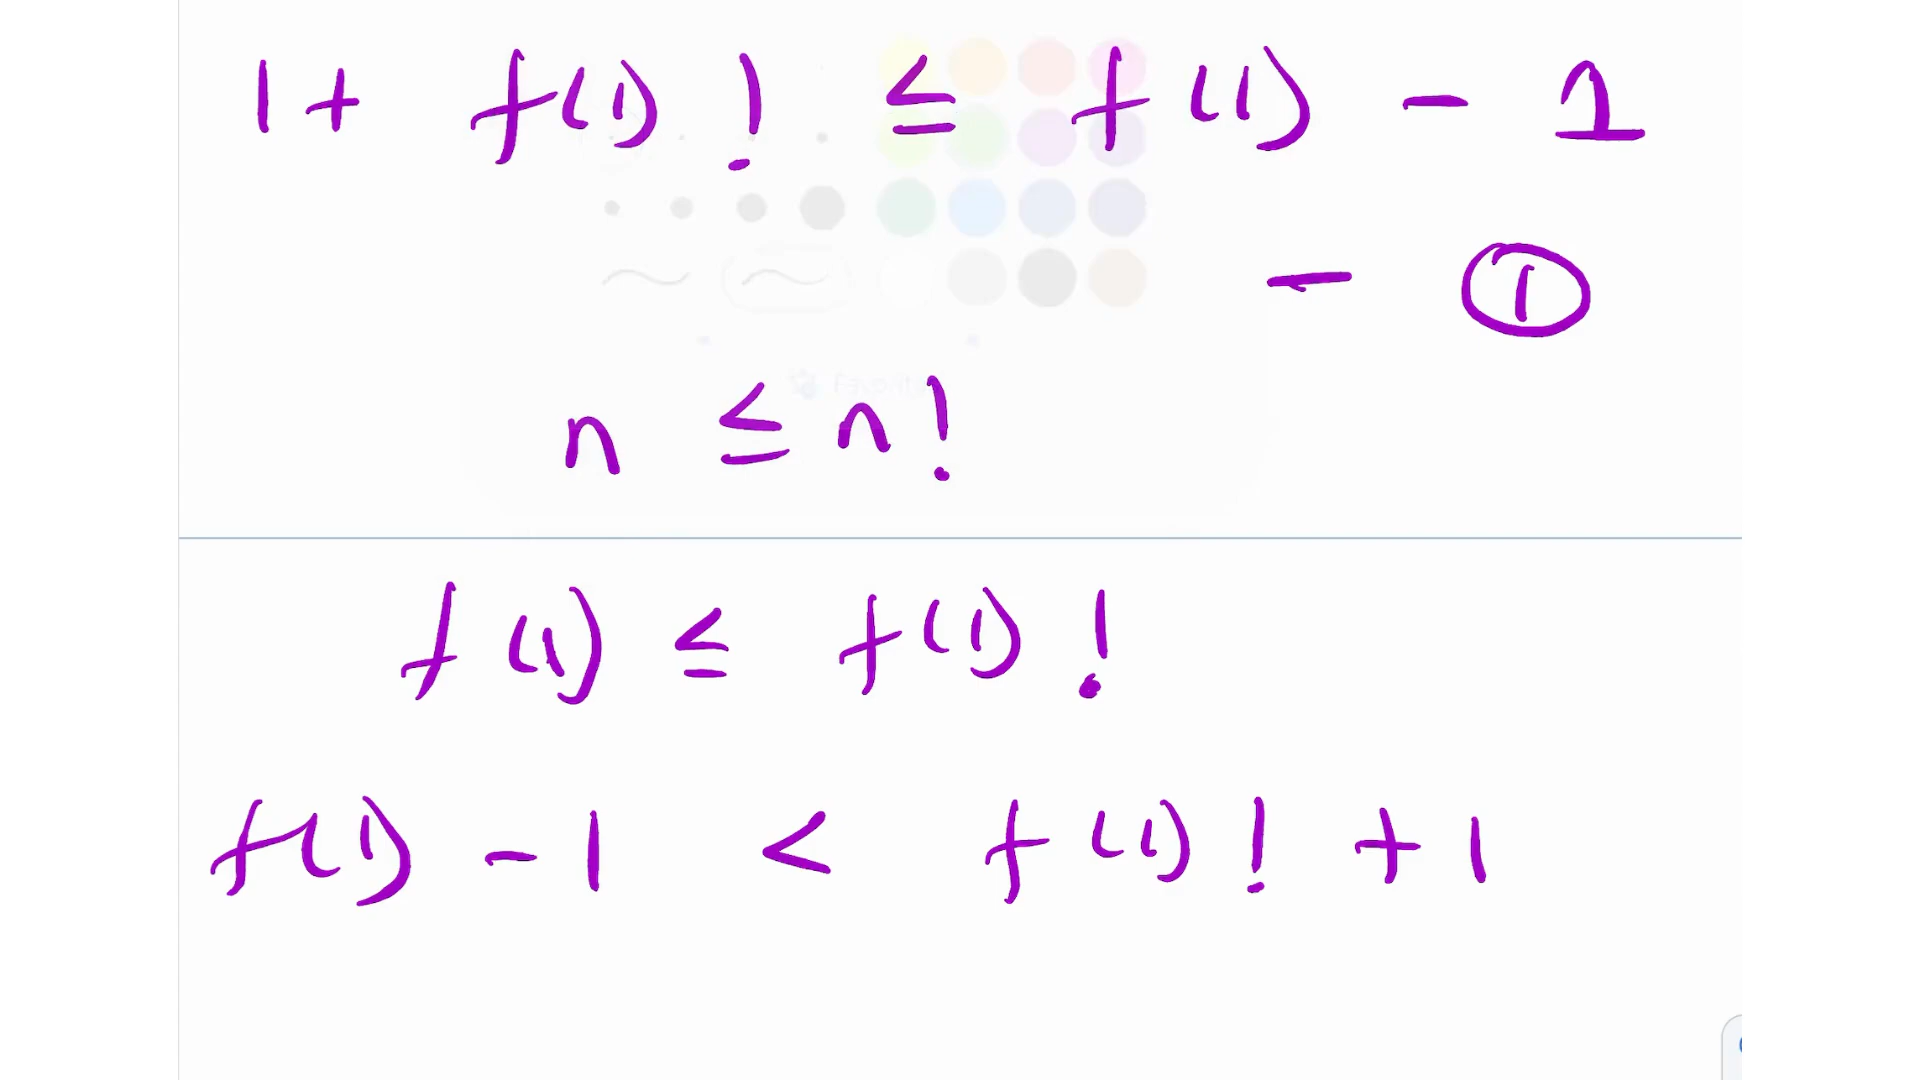 1 + f(1)! ≤ f(1) - 1
- ①
n ≤ n!
f(1) ≤ f(1)!
f(1) - 1 < f(1)! + 1